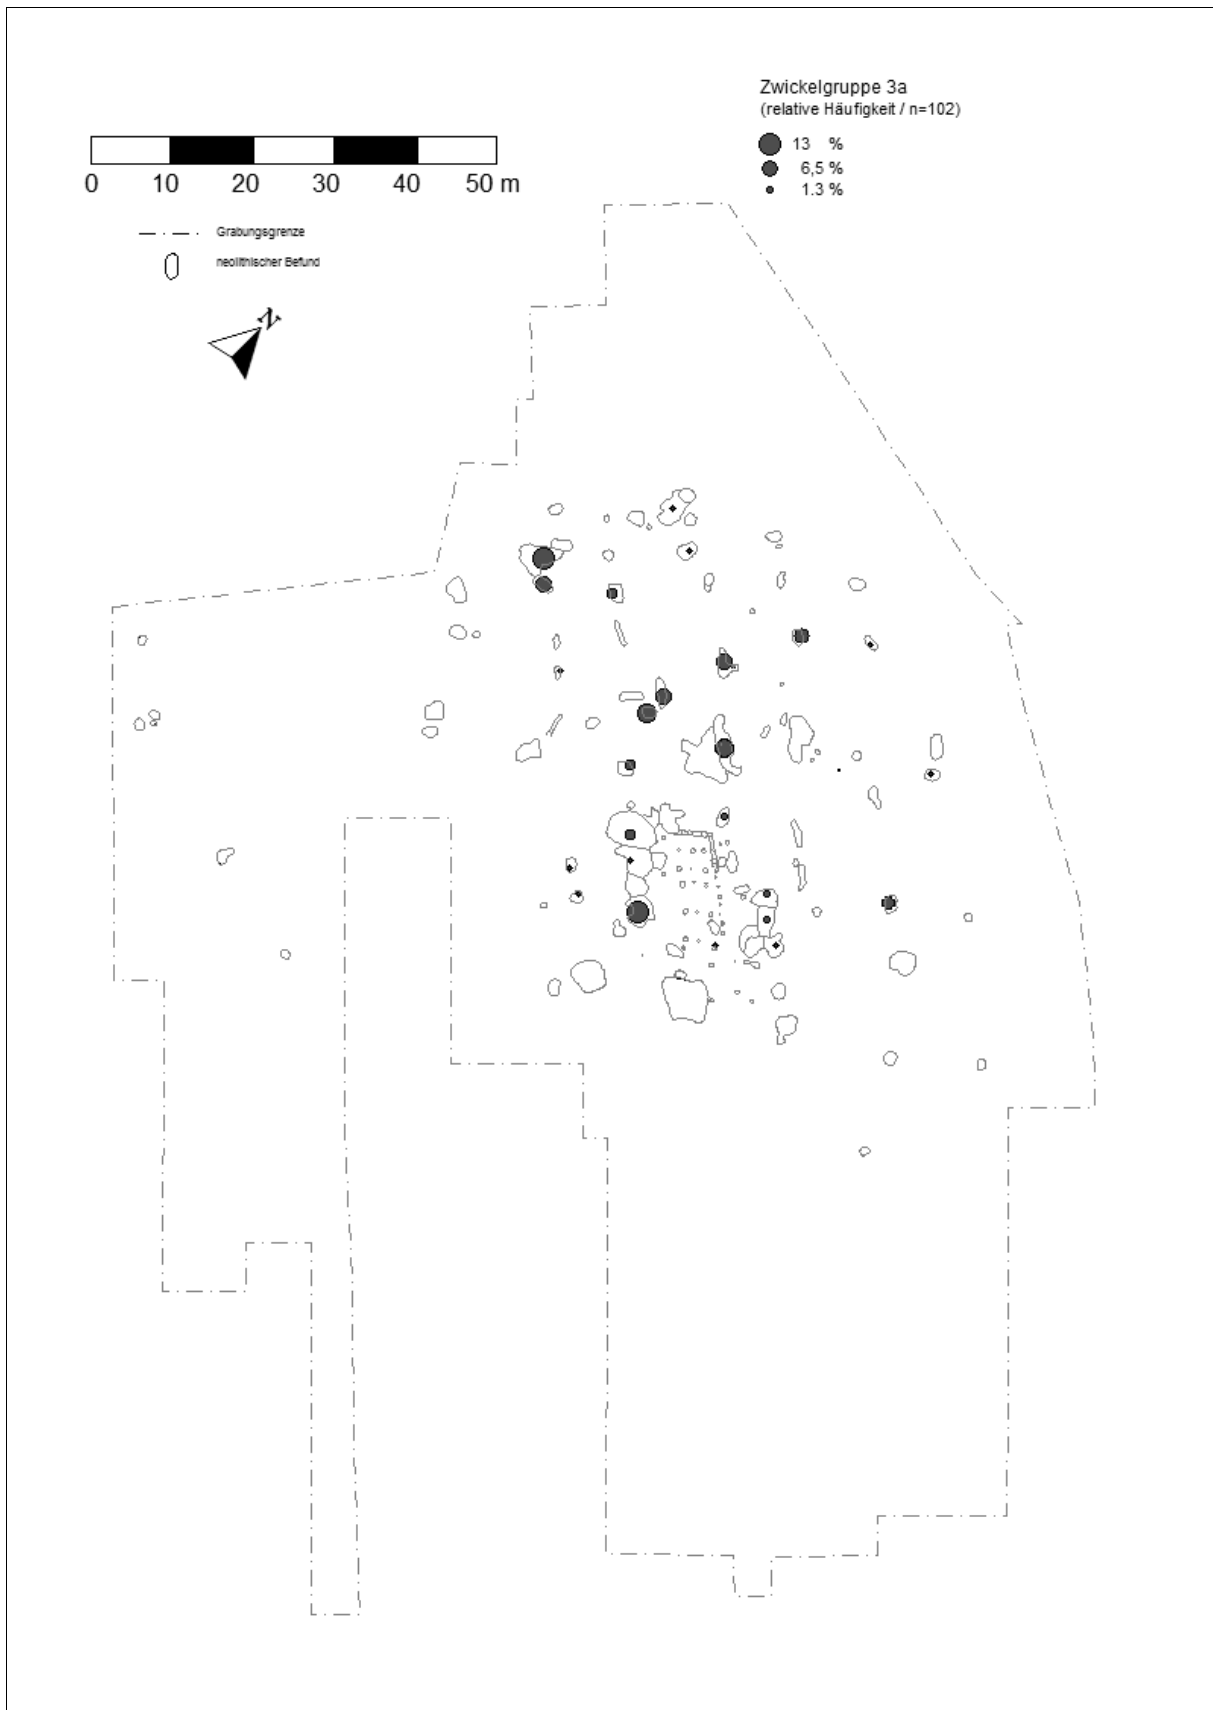 Zwickelgruppe 3a
(relative Häufigkeit / n=102)
13 %
6,5 %
1.3 %
0 10 20 30 40 50 m
Grabungsgrenze
neolithischer Befund
N